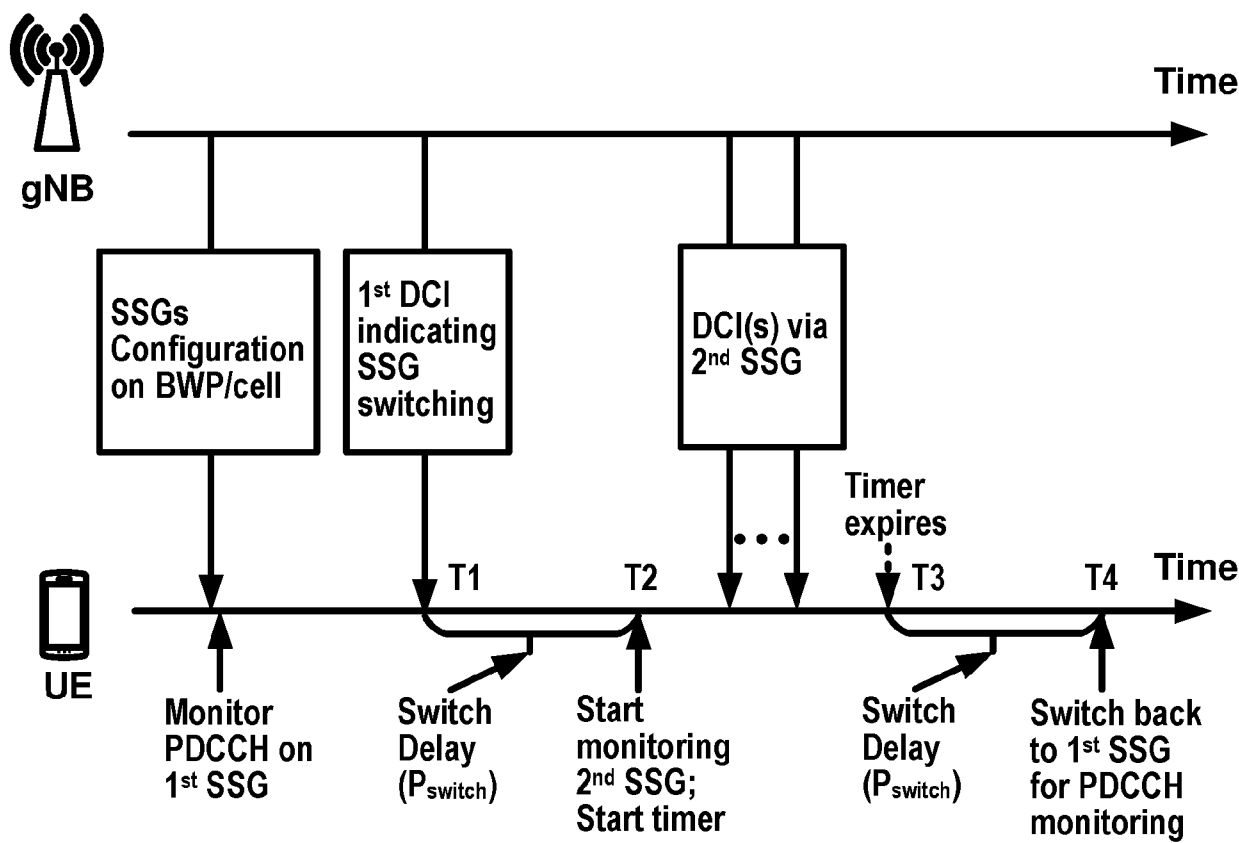 Time
gNB
SSGs
Configuration
on BWP/cell
1st DCI
indicating
SSG
switching
DCI(s) via
2nd SSG
Timer
expires
T1
T2
T3
T4
Time
UE
Monitor
PDCCH on
1st SSG
Switch
Delay
(Pswitch)
Start
monitoring
2nd SSG;
Start timer
Switch
Delay
(Pswitch)
Switch back
to 1st SSG
for PDCCH
monitoring